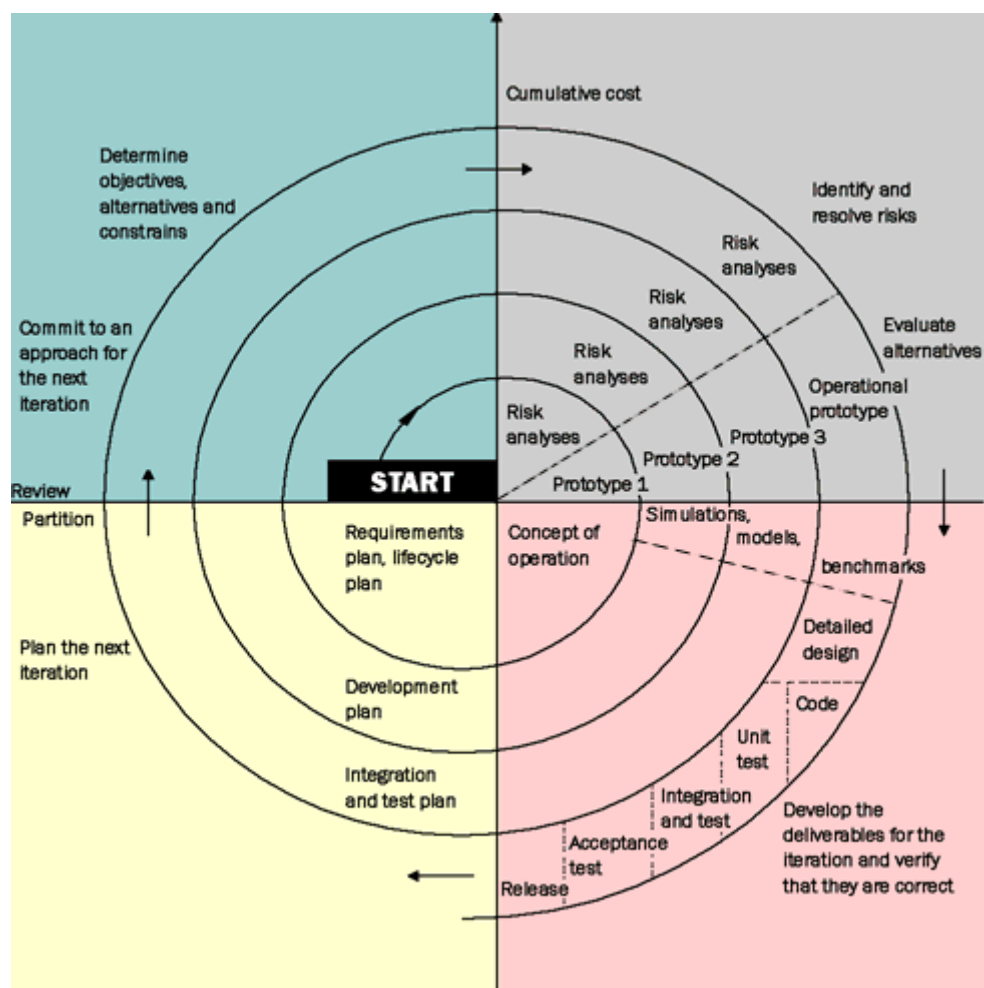 Cumulative cost
Determine
objectives,
alternatives and
constrains
Identify and
resolve risks
Risk
analyses
Risk
analyses
Commit to an
approach for
the next
iteration
Evaluate
alternatives
Risk
analyses
Operational
prototype
Risk
analyses
Prototype 3
Prototype 2
START
Prototype 1
Review
Partition
Requirements
plan, lifecycle
plan
Concept of
operation
Simulations,
models,
benchmarks
Plan the next
iteration
Detailed
design
Development
plan
Code
Unit
test
Integration
and test plan
Integration
and test
Develop the
deliverables for the
iteration and verify
that they are correct
Acceptance
test
Release